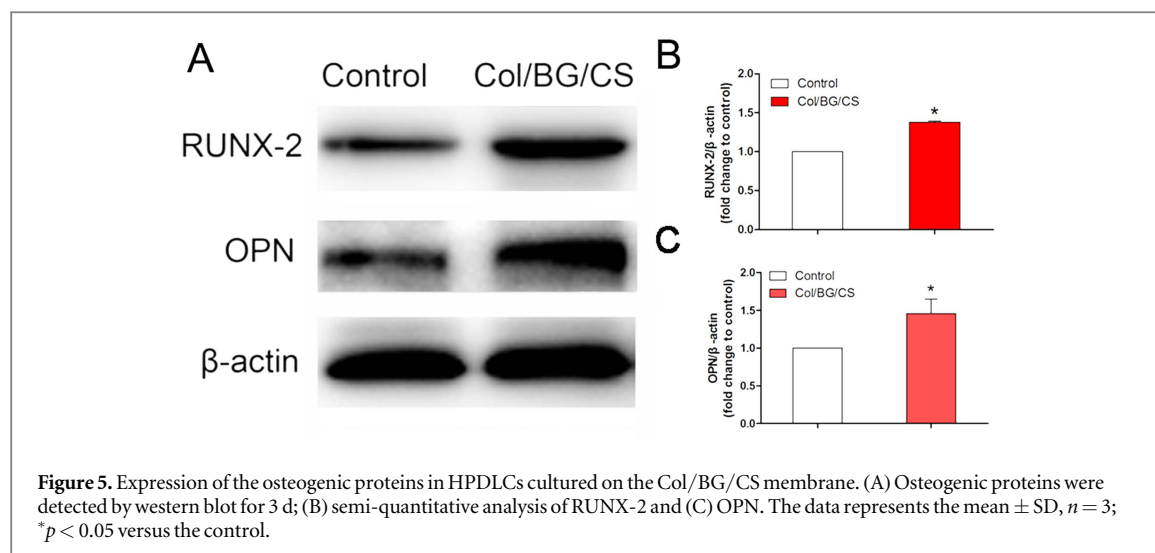 A
Control Col/BG/CS
RUNX-2
OPN
β-actin
B
Control
Col/BG/CS
RUNX-2/β -actin
(fold change to control)
2.0
1.5
1.0
0.5
0.0
*
C
Control
Col/BG/CS
OPN/β -actin
(fold change to control)
2.0
1.5
1.0
0.5
0.0
*
Figure 5. Expression of the osteogenic proteins in HPDLCs cultured on the Col/BG/CS membrane. (A) Osteogenic proteins were
detected by western blot for 3 d; (B) semi-quantitative analysis of RUNX-2 and (C) OPN. The data represents the mean ± SD, n = 3;
*p < 0.05 versus the control.